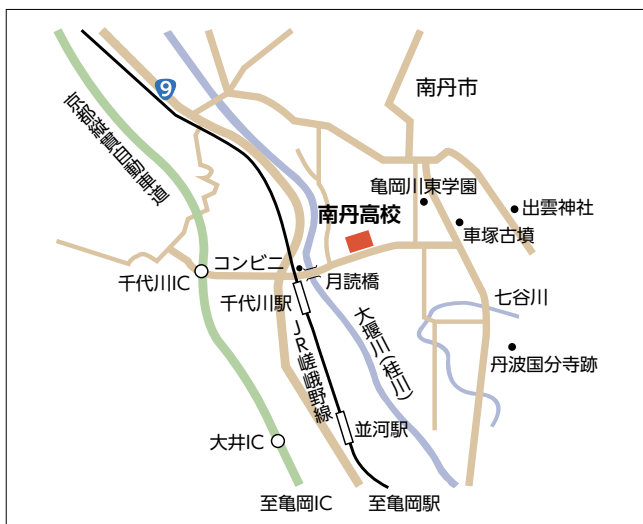 9
南丹市
京都縦貫自動車道
亀岡川東学園
南丹高校
出雲神社
車塚古墳
コンビニ
月読橋
千代川IC
千代川駅
七谷川
大堰川(桂川)
JR嵯峨野線
丹波国分寺跡
並河駅
大井IC
至亀岡IC
至亀岡駅